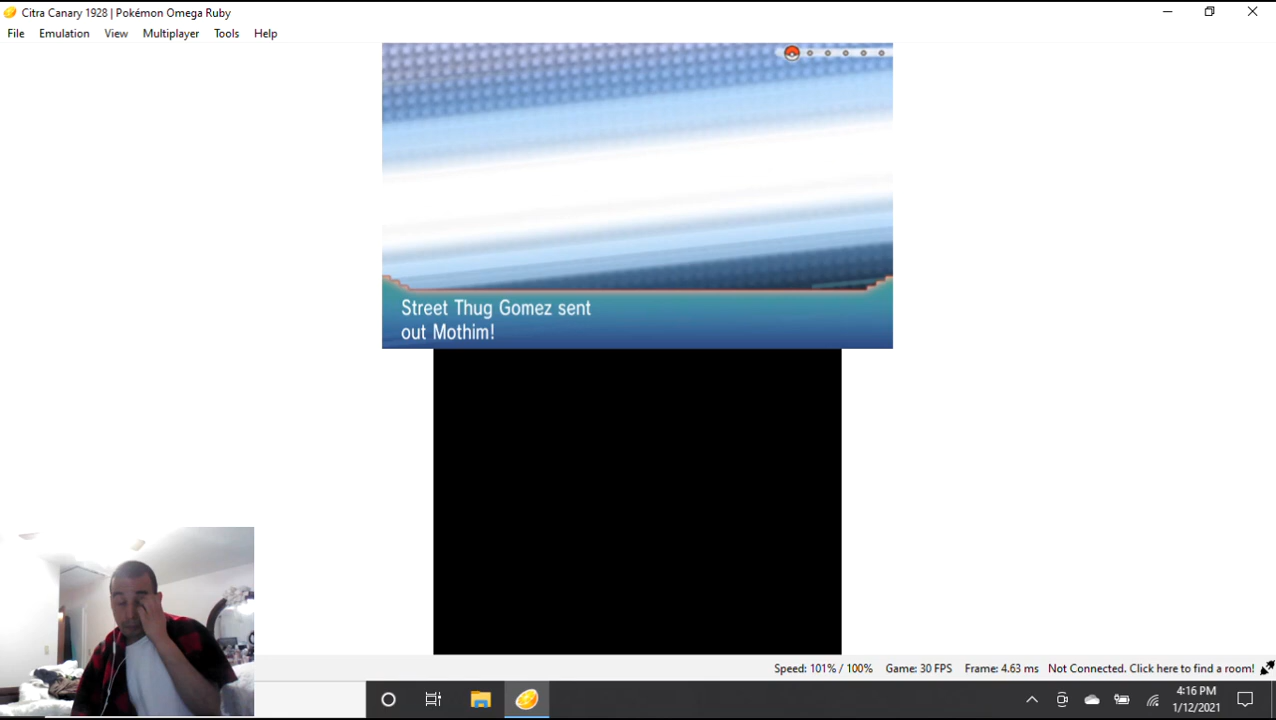 Citra Canary 1928 | Pokémon Omega Ruby
File Emulation View Multiplayer Tools Help
Street Thug Gomez sent
out Mothim!
Speed: 101% / 100% Game: 30 FPS Frame: 4.63 ms Not Connected. Click here to find a room!
4:16 PM
1/12/2021